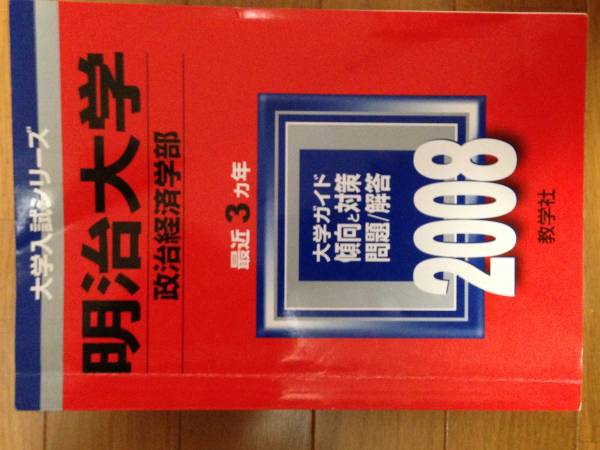 大学入試シリーズ
明治大学
政治経済学部
最近3ヵ年
大学ガイド
傾向と対策
問題/解答
2008
教学社